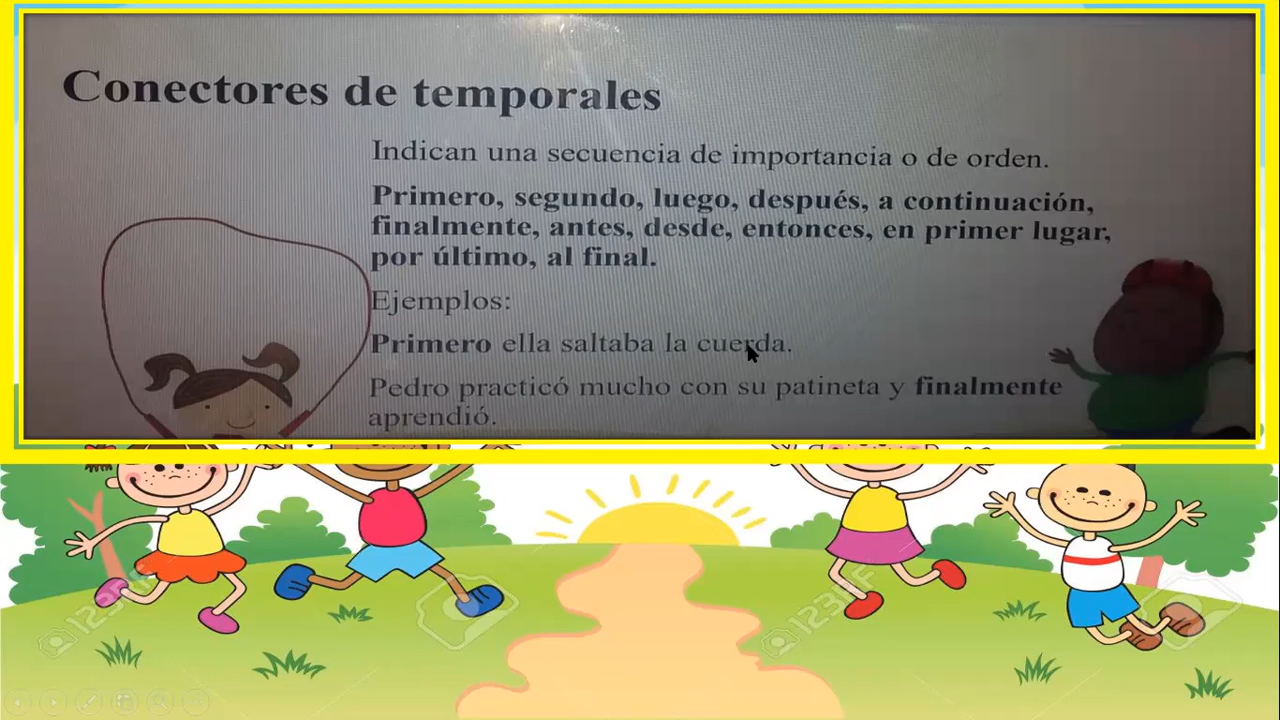 Conectores de temporales
Indican una secuencia de importancia o de orden.
Primero, segundo, luego, después, a continuación,
finalmente, antes, desde, entonces, en primer lugar,
por último, al final.
Ejemplos:
Primero ella saltaba la cuerda.
Pedro practicó mucho con su patineta y finalmente
aprendió.